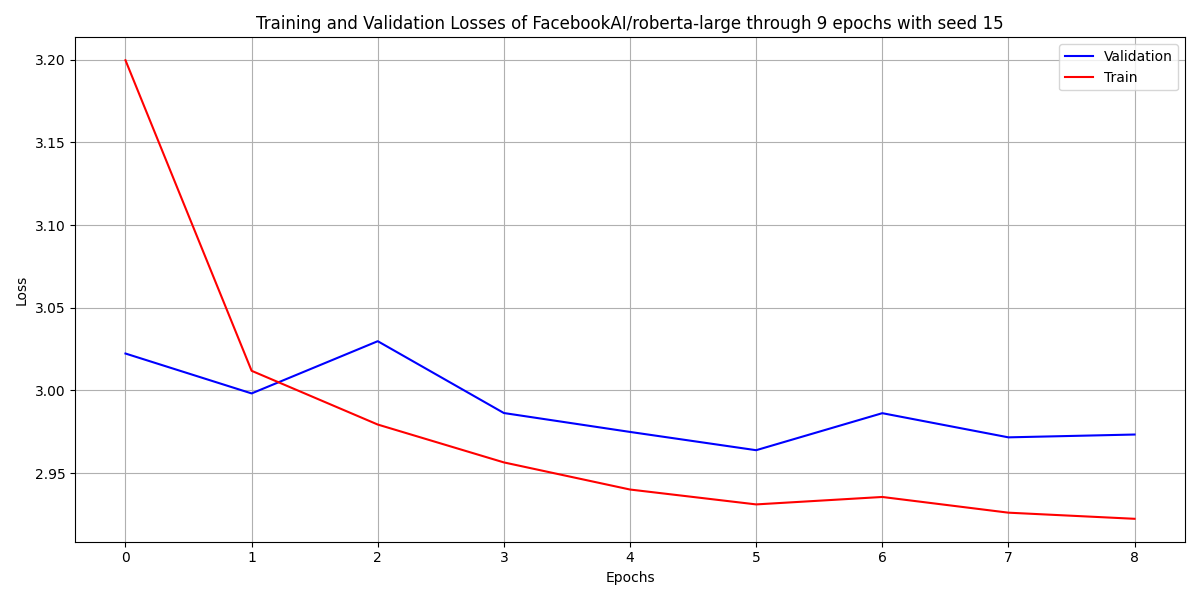 Training and Validation Losses of FacebookAI/roberta-large through 9 epochs with seed 15
Validation
Train
3.20
3.15
3.10
3.05
3.00
2.95
Loss
0 1 2 3 4 5 6 7 8
Epochs